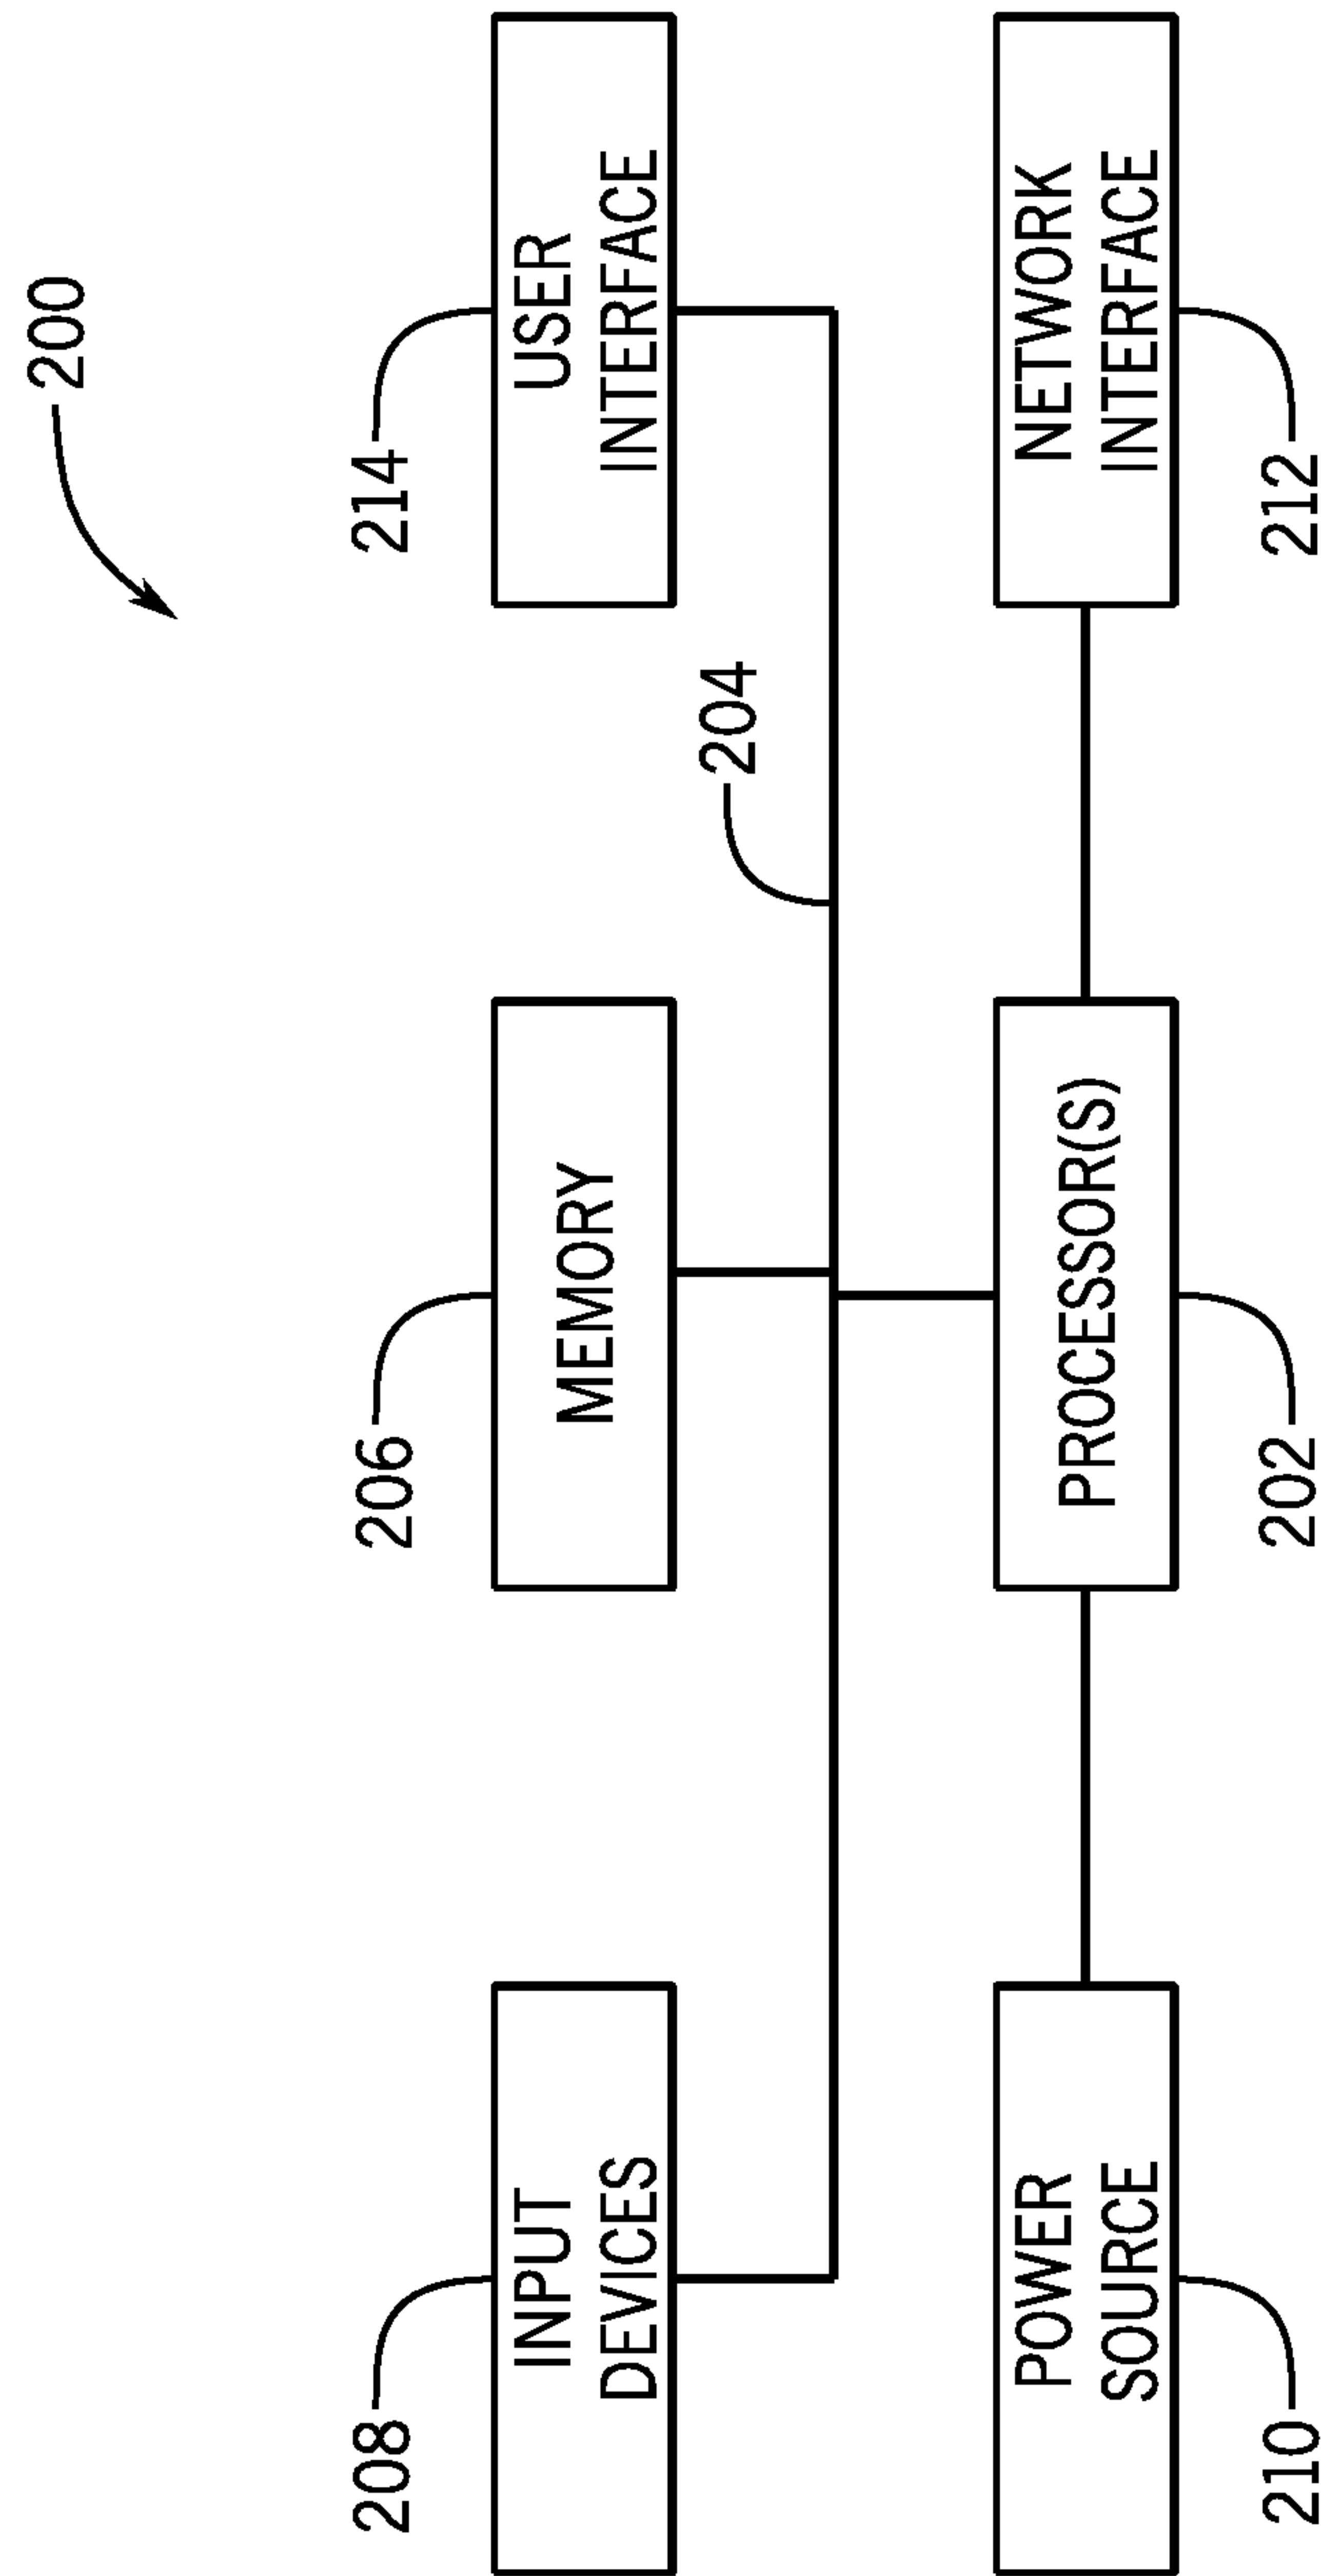 200
208
206
214
INPUT
DEVICES
MEMORY
USER
INTERFACE
204
POWER
SOURCE
PROCESSOR(S)
NETWORK
INTERFACE
210
202
212